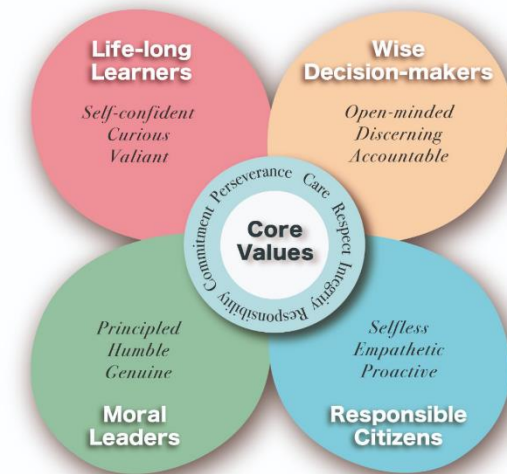 Life-long
Learners
Self-confident
Curious
Valiant
Wise
Decision-makers
Open-minded
Discerning
Accountable
Commitment Perseverance Care Respect Integrity Responsibility
Core
Values
Principled
Humble
Genuine
Moral
Leaders
Selfless
Empathetic
Proactive
Responsible
Citizens